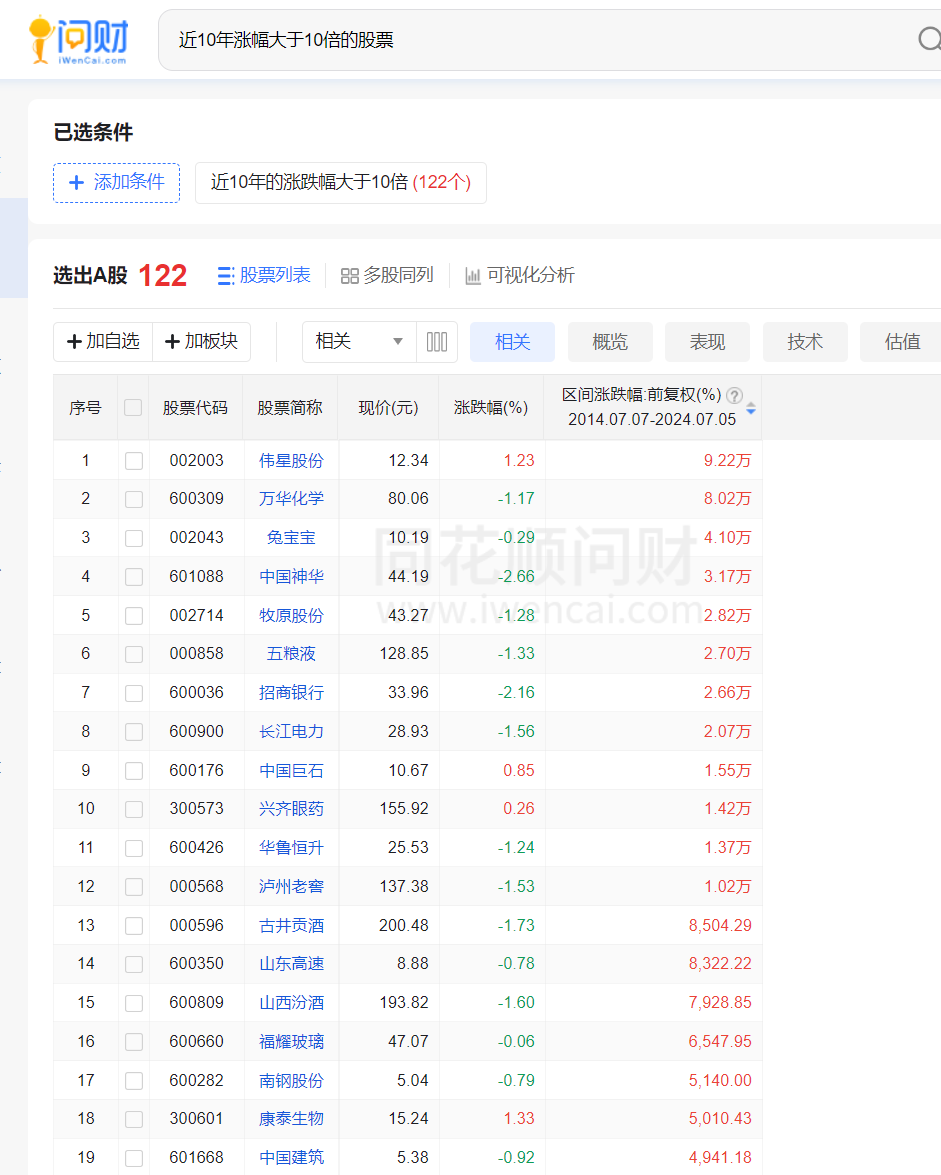 问财
iWenCai.com
近10年涨幅大于10倍的股票
已选条件
+ 添加条件
近10年的涨跌幅大于10倍 (122个)
选出A股 122 股票列表 多股同列 可视化分析
+加自选 +加板块 相关 相关 概览 表现 技术 估值
序号 股票代码 股票简称 现价(元) 涨跌幅(%) 区间涨跌幅:前复权(%) ?
2014.07.07-2024.07.05
1 002003 伟星股份 12.34 1.23 9.22万
2 600309 万华化学 80.06 -1.17 8.02万
3 002043 兔宝宝 10.19 -0.29 4.10万
4 601088 中国神华 44.19 -2.66 3.17万
5 002714 牧原股份 43.27 -1.28 2.82万
6 000858 五粮液 128.85 -1.33 2.70万
7 600036 招商银行 33.96 -2.16 2.66万
8 600900 长江电力 28.93 -1.56 2.07万
9 600176 中国巨石 10.67 0.85 1.55万
10 300573 兴齐眼药 155.92 0.26 1.42万
11 600426 华鲁恒升 25.53 -1.24 1.37万
12 000568 泸州老窖 137.38 -1.53 1.02万
13 000596 古井贡酒 200.48 -1.73 8,504.29
14 600350 山东高速 8.88 -0.78 8,322.22
15 600809 山西汾酒 193.82 -1.60 7,928.85
16 600660 福耀玻璃 47.07 -0.06 6,547.95
17 600282 南钢股份 5.04 -0.79 5,140.00
18 300601 康泰生物 15.24 1.33 5,010.43
19 601668 中国建筑 5.38 -0.92 4,941.18
同花顺问财
www.iwencai.com